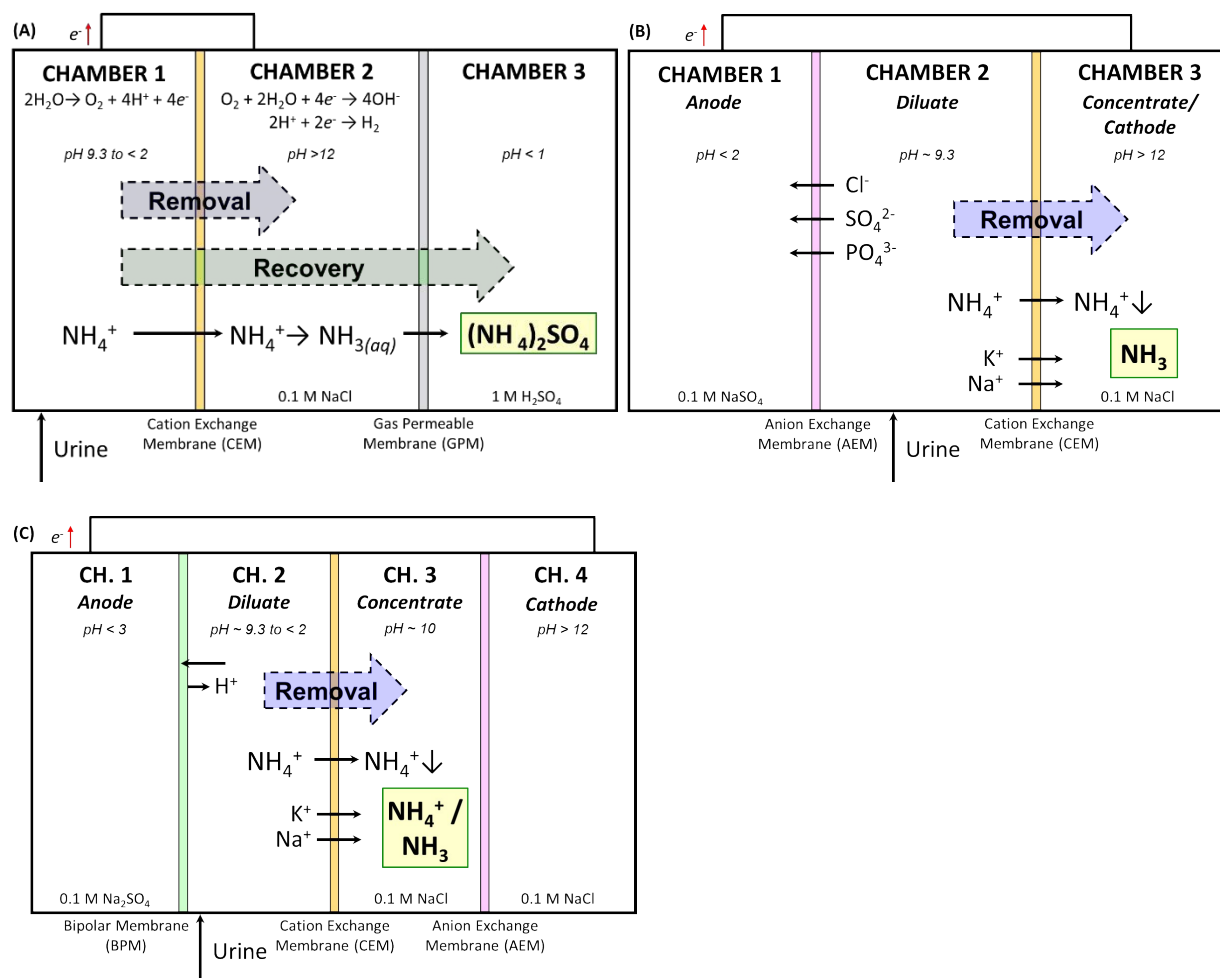 (A)
e- ↑
CHAMBER 1
2H₂O→ O₂ + 4H⁺ + 4e-
pH 9.3 to < 2
CHAMBER 2
O₂ + 2H₂O + 4e-→ 4OH-
2H⁺ + 2e-→ H₂
pH >12
CHAMBER 3
pH < 1
Removal
Recovery
NH₄⁺
NH₄⁺→ NH₃(aq)
(NH₄)₂SO₄
0.1 M NaCl
1 M H₂SO₄
Cation Exchange
Membrane (CEM)
Gas Permeable
Membrane (GPM)
Urine
(B)
e- ↑
CHAMBER 1
Anode
pH < 2
CHAMBER 2
Diluate
pH ~ 9.3
CHAMBER 3
Concentrate/
Cathode
pH > 12
Cl-
SO₄²-
PO₄³-
Removal
NH₄⁺
NH₄⁺ ↓
NH₃
K⁺
Na⁺
0.1 M NaSO₄
0.1 M NaCl
Anion Exchange
Membrane (AEM)
Cation Exchange
Membrane (CEM)
Urine
(C)
e- ↑
CH. 1
Anode
pH < 3
CH. 2
Diluate
pH ~ 9.3 to < 2
CH. 3
Concentrate
pH ~ 10
CH. 4
Cathode
pH > 12
H⁺
Removal
NH₄⁺
NH₄⁺ ↓
K⁺
Na⁺
NH₄⁺ /
NH₃
0.1 M Na₂SO₄
0.1 M NaCl
0.1 M NaCl
Bipolar Membrane
(BPM)
Cation Exchange
Membrane (CEM)
Anion Exchange
Membrane (AEM)
Urine